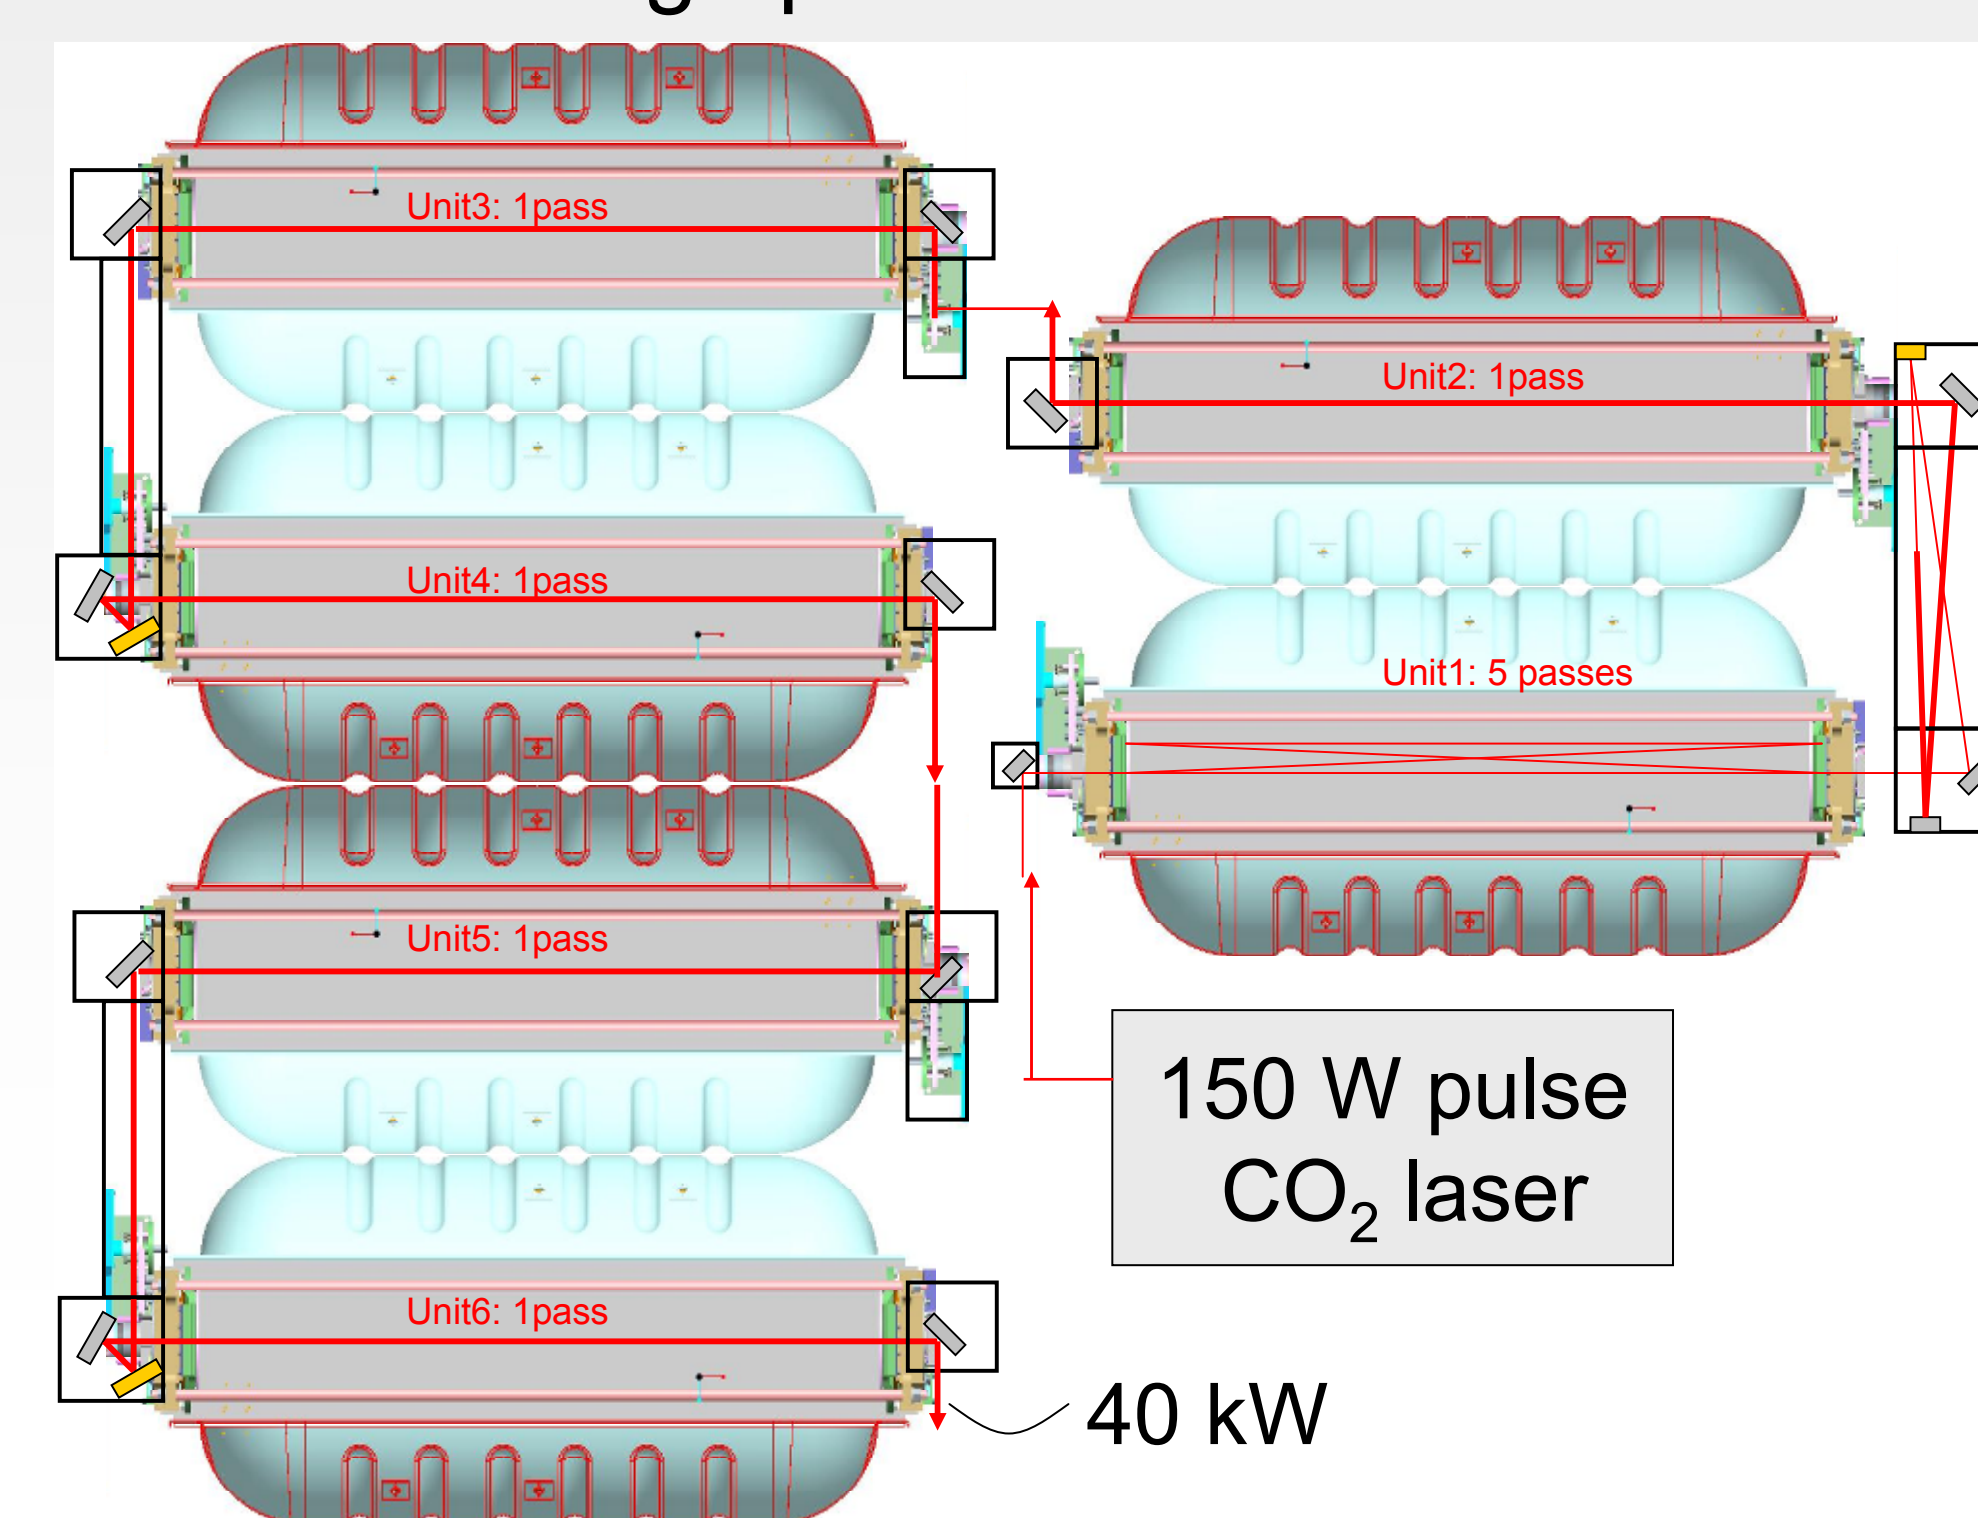 Unit3: 1pass
Unit2: 1pass
Unit4: 1pass
Unit1: 5 passes
Unit5: 1pass
150 W pulse
CO₂ laser
Unit6: 1pass
40 kW